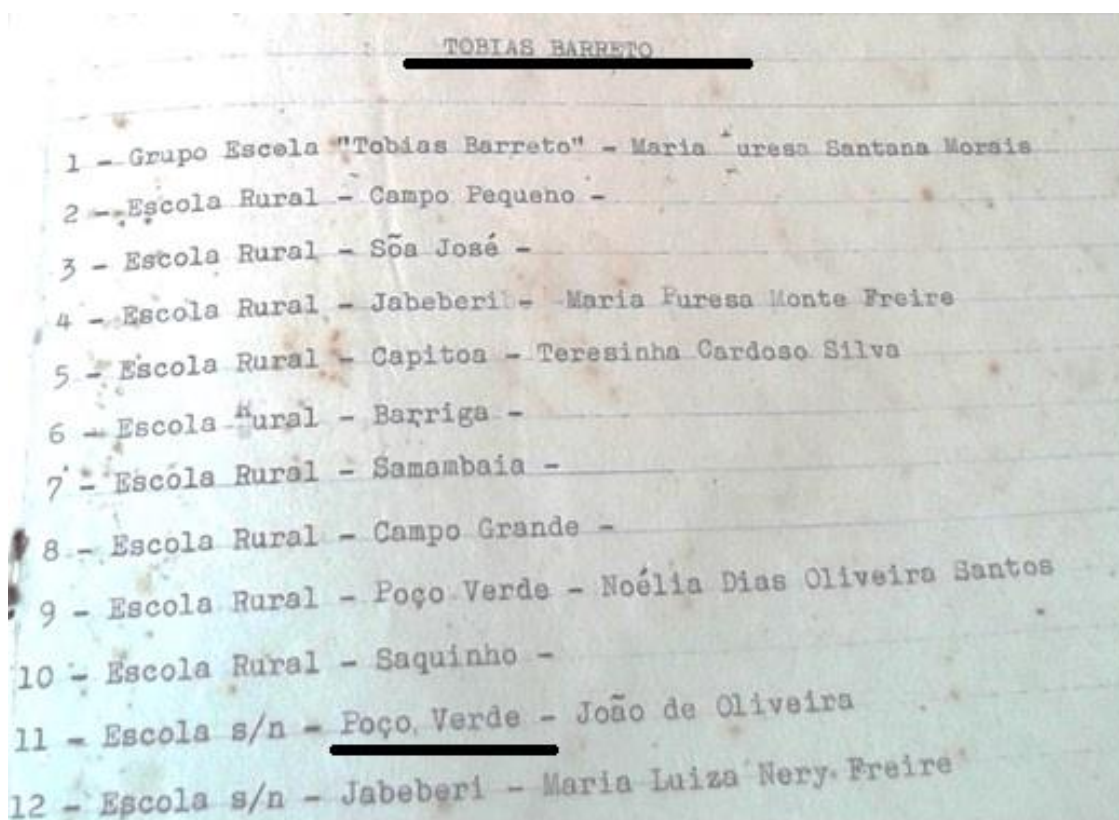 TOBIAS BARRETO
1 - Grupo Escola "Tobias Barreto" - Maria uresa Santana Morais
2 - Escola Rural - Campo Pequeno -
3 - Escola Rural - Sõa José -
4 - Escola Rural - Jabeberi - Maria Puresa Monte Freire
5 - Escola Rural - Capitoa - Teresinha Cardoso Silva
6 - Escola Rural - Barriga -
7 - Escola Rural - Samambaia -
8 - Escola Rural - Campo Grande -
9 - Escola Rural - Poço Verde - Noélia Dias Oliveira Santos
10 - Escola Rural - Saquinho -
11 - Escola s/n - Poço Verde - João de Oliveira
12 - Escola s/n - Jabeberi - Maria Luiza Nery Freire